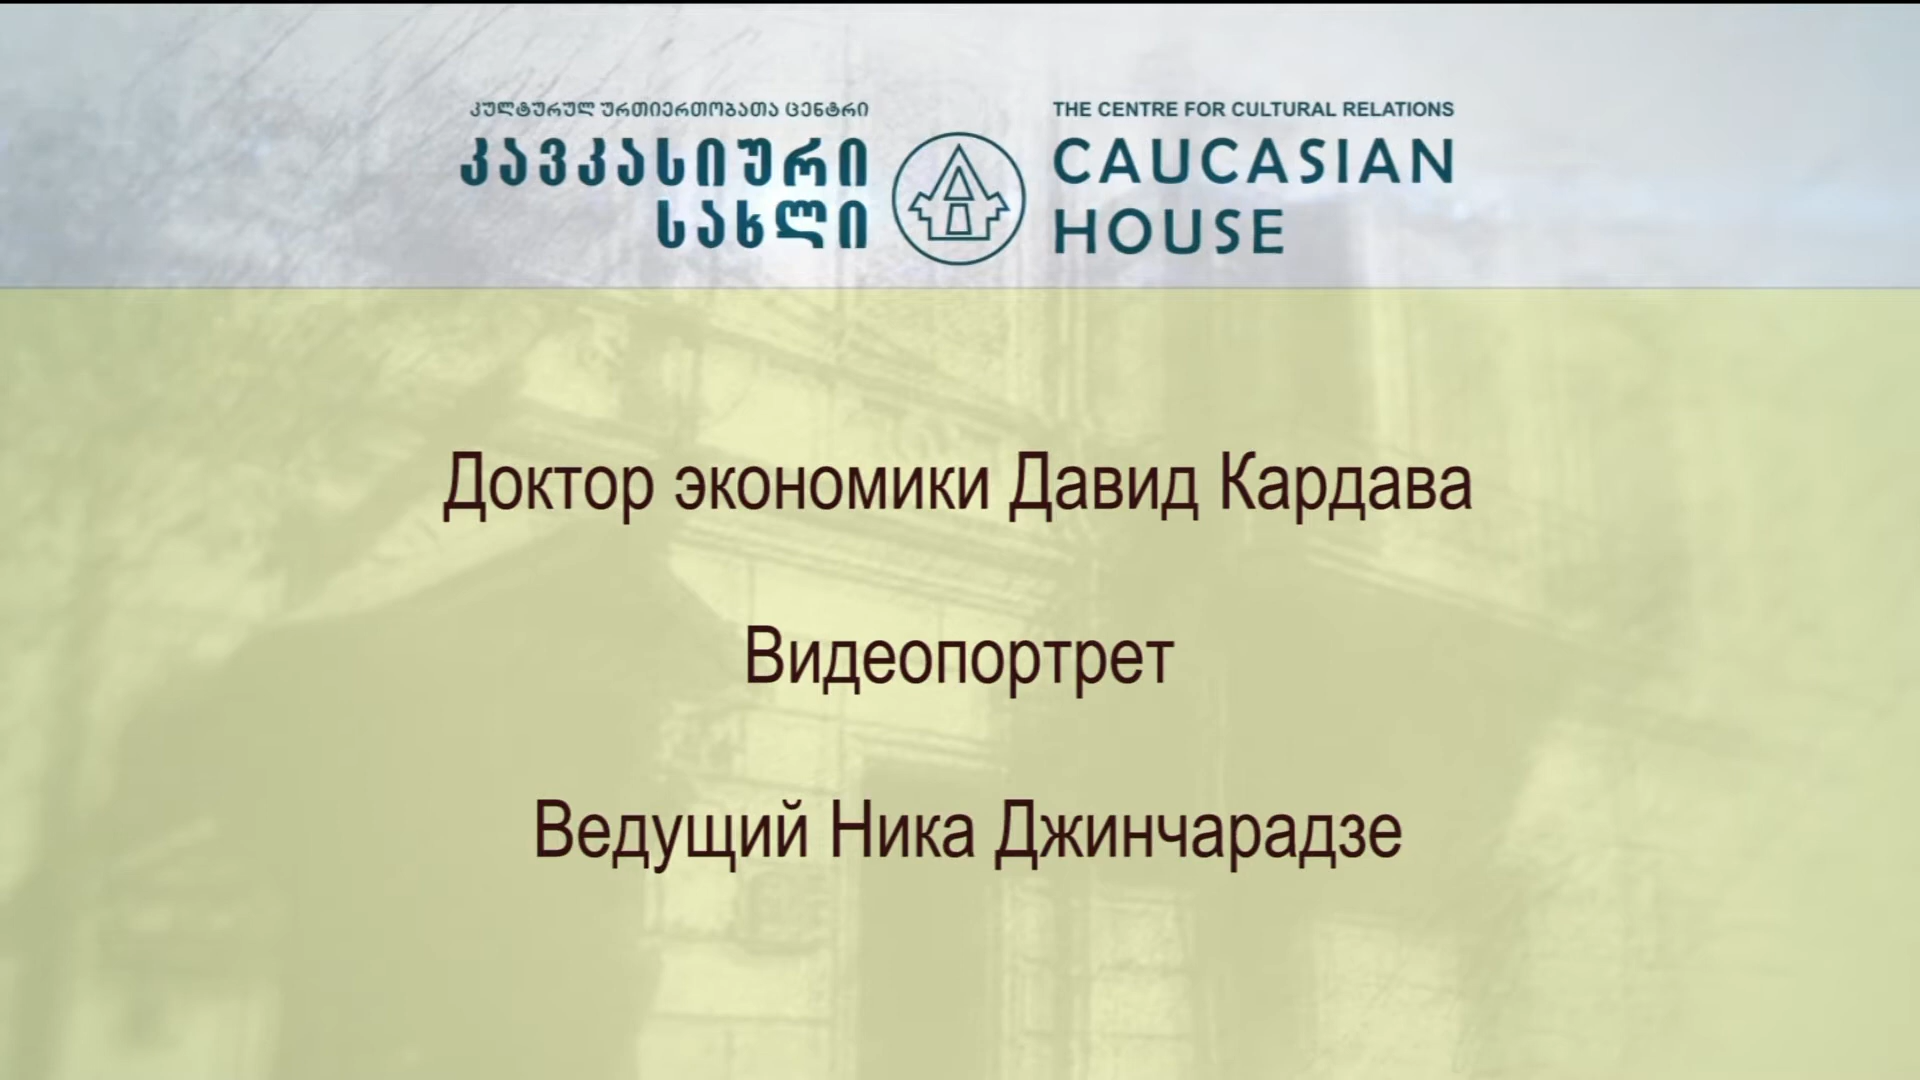 კულტურულ ურთიერთობათა ცენტრი
კავკასიური
სახლი
THE CENTRE FOR CULTURAL RELATIONS
CAUCASIAN
HOUSE
Доктор экономики Давид Кардава
Видеопортрет
Ведущий Ника Джинчарадзе